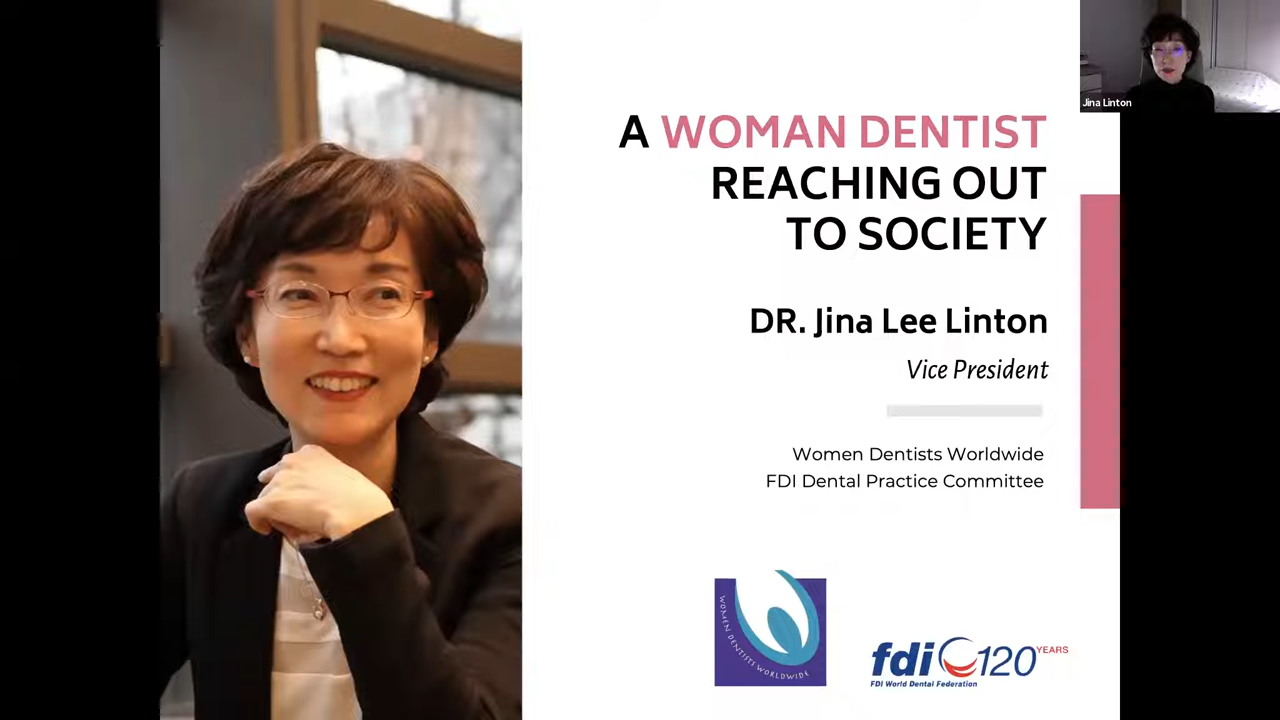 A WOMAN DENTIST
REACHING OUT
TO SOCIETY
DR. Jina Lee Linton
Vice President
Women Dentists Worldwide
FDI Dental Practice Committee
WOMEN DENTISTS WORLDWIDE
fdi 120 YEARS
FDI World Dental Federation
Jina Linton